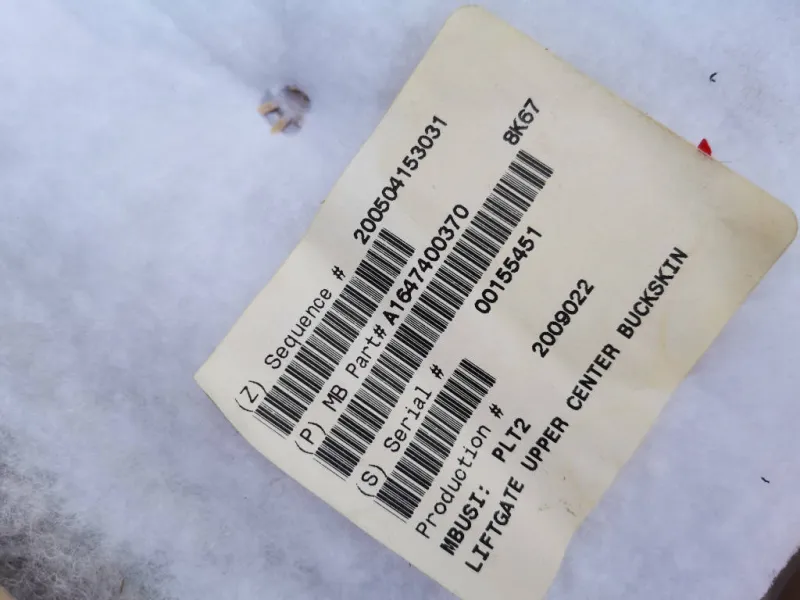 (Z) Sequence # 200504153031
(P) MB Part# A1647400370 8K67
(S) Serial # 00155451
Production # 2009022
MBUSI: PLT2
LIFTGATE UPPER CENTER BUCKSKIN